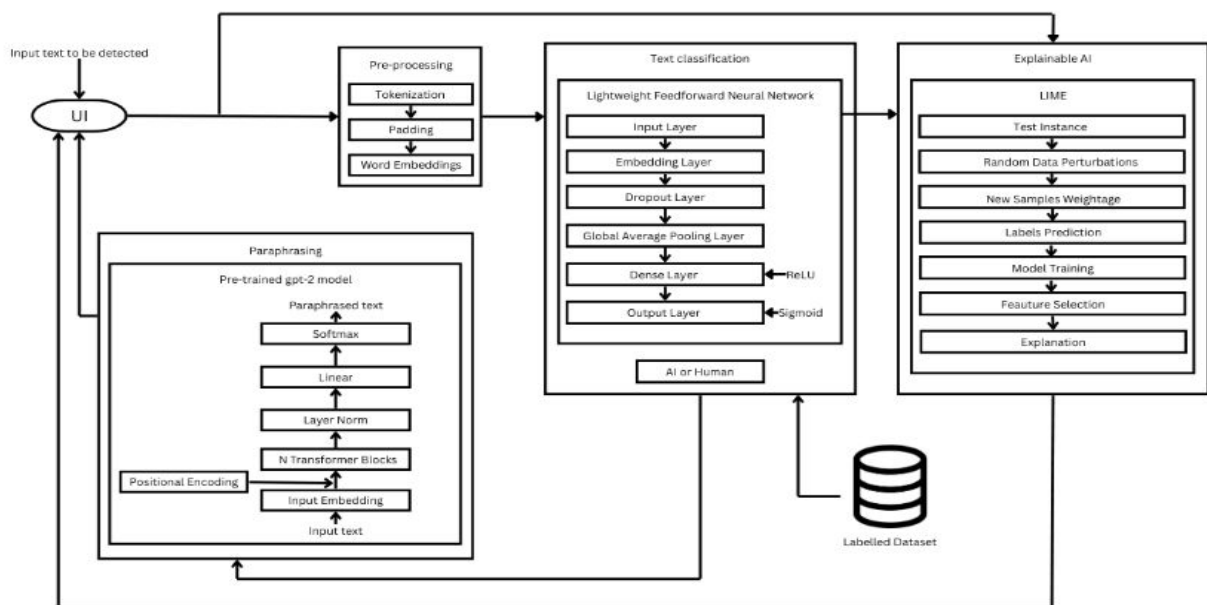 Input text to be detected
UI
Pre-processing
Tokenization
Padding
Word Embeddings
Text classification
Lightweight Feedforward Neural Network
Input Layer
Embedding Layer
Dropout Layer
Global Average Pooling Layer
Dense Layer
ReLU
Output Layer
Sigmoid
AI or Human
Explainable AI
LIME
Test Instance
Random Data Perturbations
New Samples Weightage
Labels Prediction
Model Training
Feauture Selection
Explanation
Paraphrasing
Pre-trained gpt-2 model
Paraphrased text
Softmax
Linear
Layer Norm
N Transformer Blocks
Positional Encoding
Input Embedding
Input text
Labelled Dataset